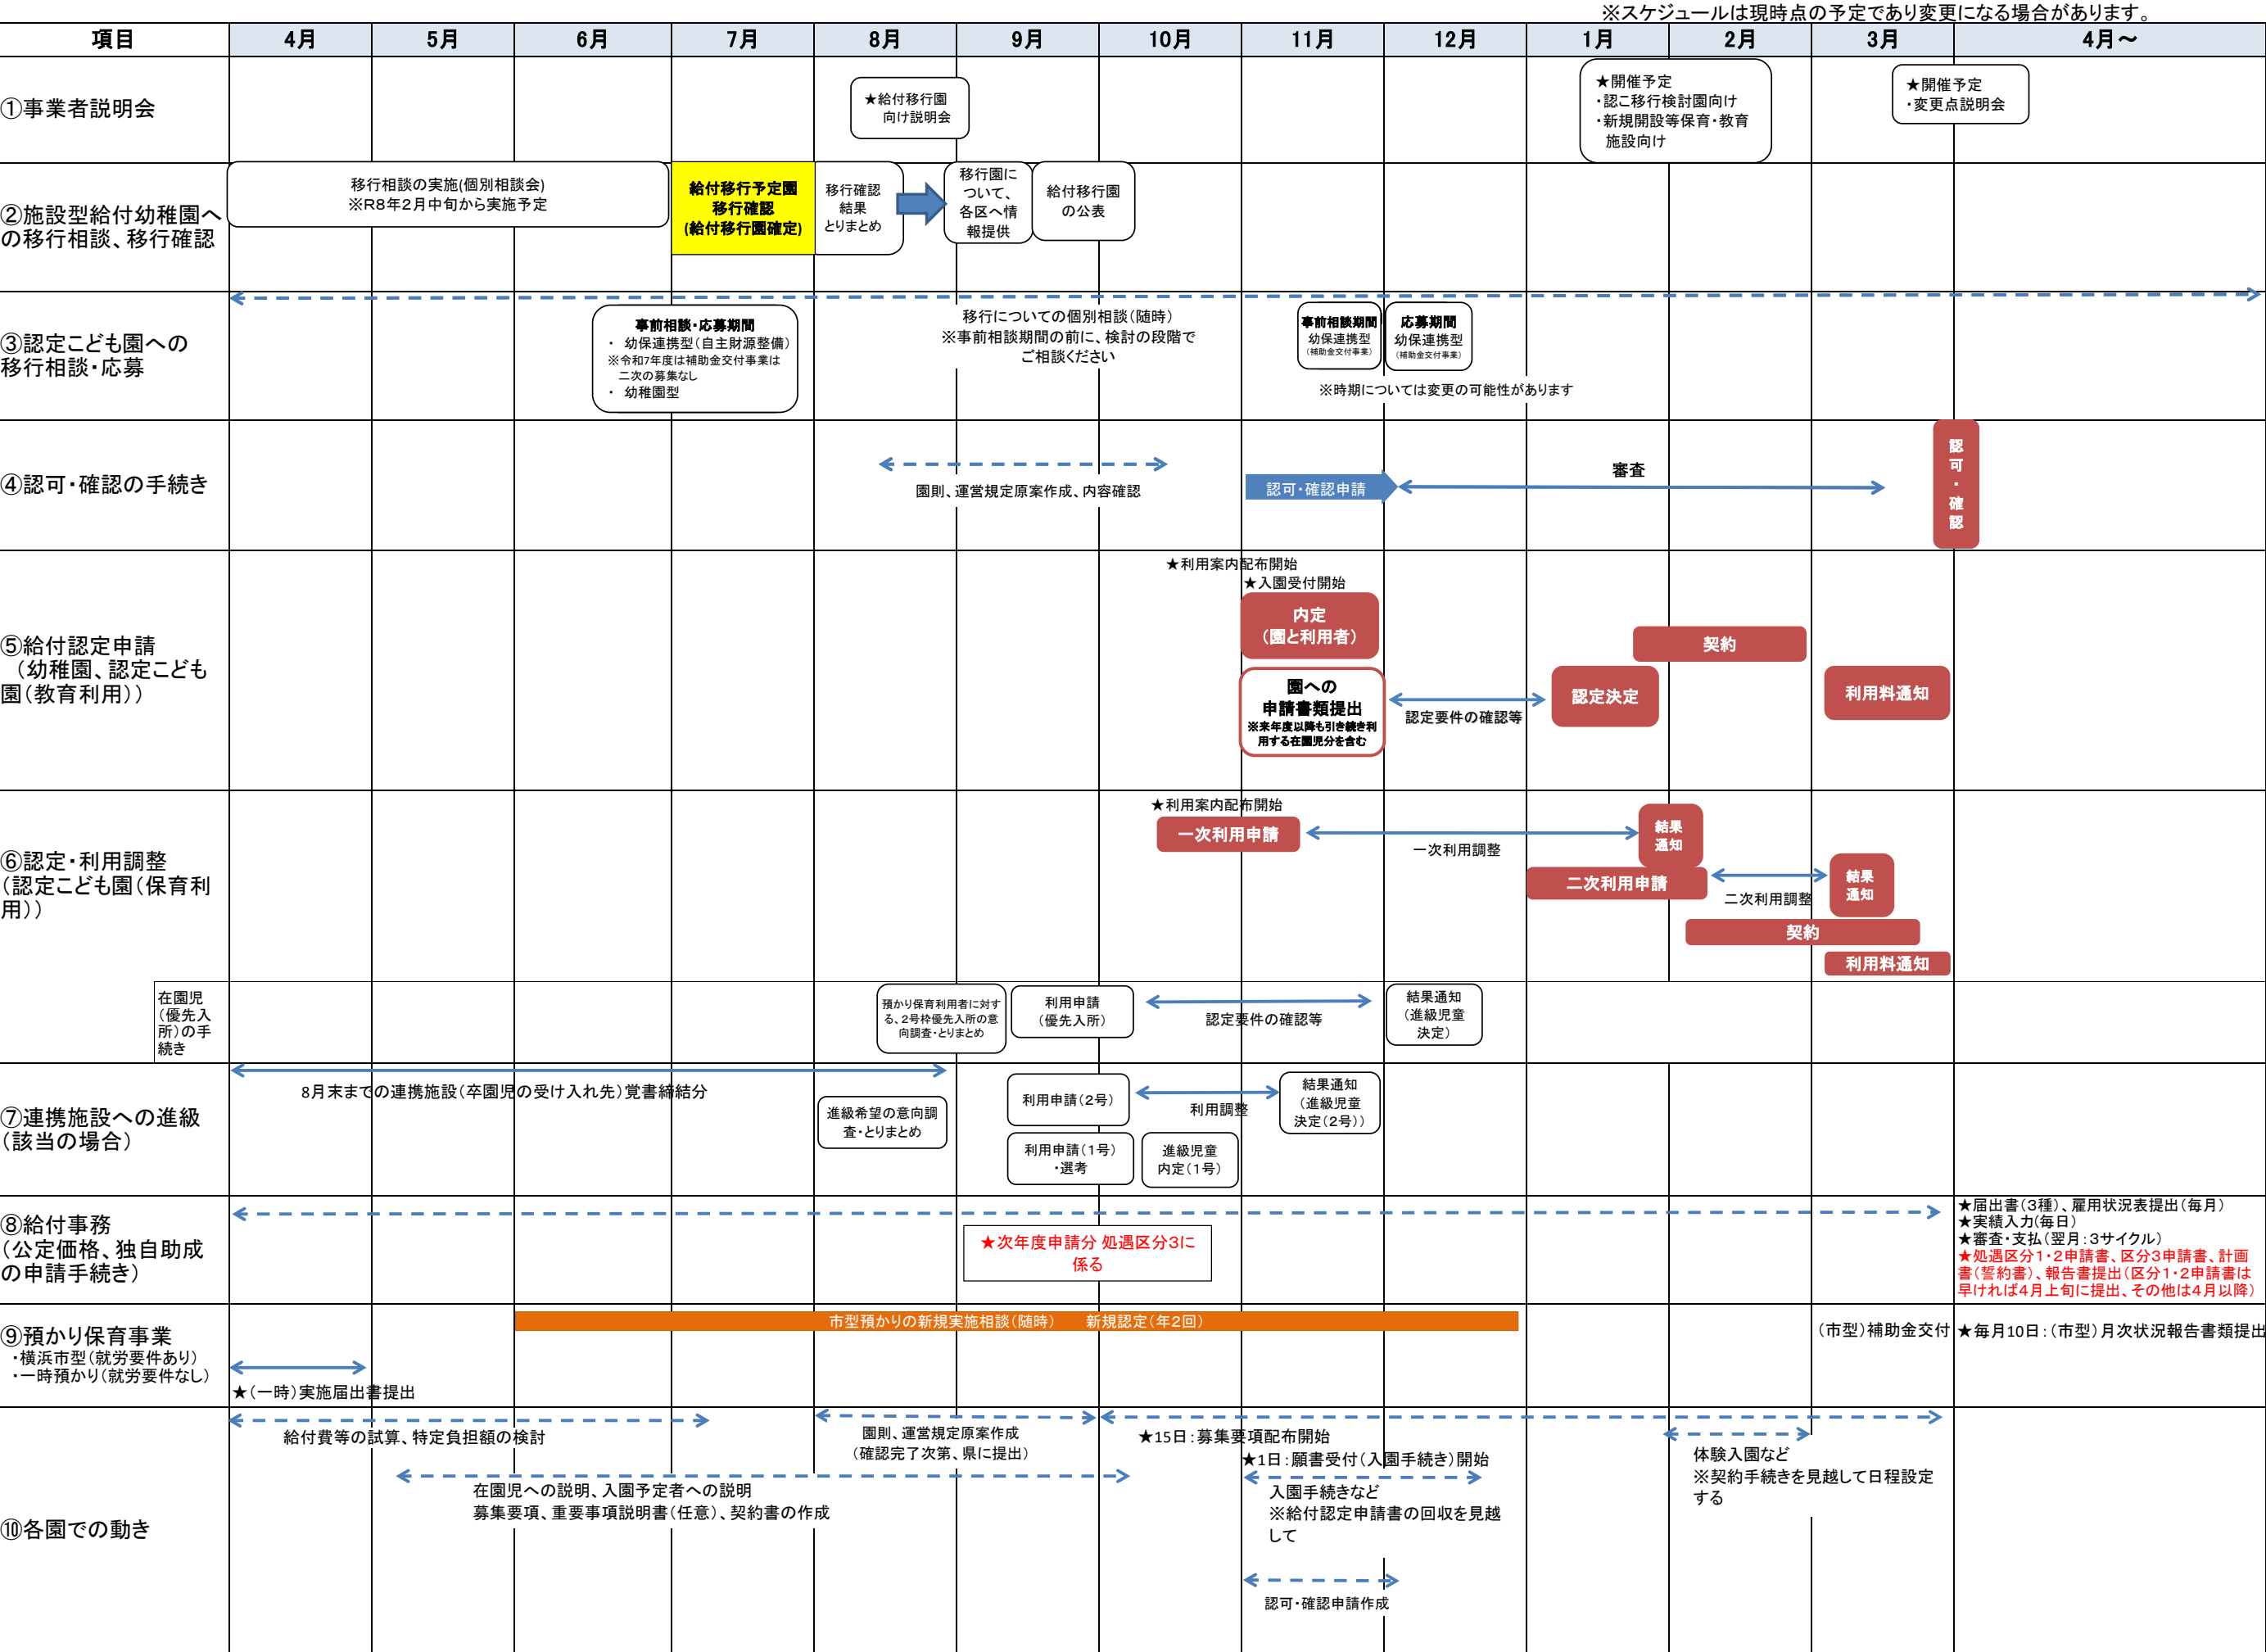 ※スケジュールは現時点の予定であり変更になる場合があります。
項目
4月
5月
6月
7月
8月
9月
10月
11月
12月
1月
2月
3月
4月～
①事業者説明会
★給付移行園
向け説明会
★開催予定
・認こ移行検討園向け
・新規開設等保育・教育
施設向け
★開催予定
・変更点説明会
②施設型給付幼稚園へ
の移行相談、移行確認
移行相談の実施(個別相談会)
※R8年2月中旬から実施予定
給付移行予定園
移行確認
(給付移行園確定)
移行確認
結果
とりまとめ
移行園に
ついて、
各区へ情
報提供
給付移行園
の公表
③認定こども園への
移行相談・応募
事前相談・応募期間
・ 幼保連携型（自主財源整備）
※令和7年度は補助金交付事業は
二次の募集なし
・ 幼稚園型
移行についての個別相談（随時）
※事前相談期間の前に、検討の段階で
ご相談ください
事前相談期間
幼保連携型
（補助金交付事業）
応募期間
幼保連携型
（補助金交付事業）
※時期については変更の可能性があります
④認可・確認の手続き
園則、運営規定原案作成、内容確認
認可・確認申請
審査
認
可
・
確
認
⑤給付認定申請
（幼稚園、認定こども
園（教育利用））
★利用案内配布開始
★入園受付開始
内定
（園と利用者）
園への
申請書類提出
※来年度以降も引き続き利
用する在園児分を含む
認定要件の確認等
認定決定
契約
利用料通知
⑥認定・利用調整
（認定こども園（保育利
用））
★利用案内配布開始
一次利用申請
一次利用調整
結果
通知
二次利用申請
二次利用調整
結果
通知
契約
利用料通知
在園児
（優先入
所）の手
続き
預かり保育利用者に対す
る、2号枠優先入所の意
向調査・とりまとめ
利用申請
（優先入所）
認定要件の確認等
結果通知
（進級児童
決定）
⑦連携施設への進級
（該当の場合）
8月末までの連携施設（卒園児の受け入れ先）覚書締結分
進級希望の意向調
査・とりまとめ
利用申請（2号）
利用調整
結果通知
（進級児童
決定（2号））
利用申請（1号）
・選考
進級児童
内定（1号）
⑧給付事務
（公定価格、独自助成
の申請手続き）
★次年度申請分 処遇区分3に
係る
★届出書（3種）、雇用状況表提出（毎月）
★実績入力（毎日）
★審査・支払（翌月：3サイクル）
★処遇区分1・2申請書、区分3申請書、計画
書（誓約書）、報告書提出（区分1・2申請書は
早ければ4月上旬に提出、その他は4月以降）
⑨預かり保育事業
・横浜市型（就労要件あり）
・一時預かり（就労要件なし）
市型預かりの新規実施相談（随時）　　新規認定（年2回）
★（一時）実施届出書提出
（市型）補助金交付
★毎月10日：（市型）月次状況報告書類提出
⑩各園での動き
給付費等の試算、特定負担額の検討
園則、運営規定原案作成
（確認完了次第、県に提出）
在園児への説明、入園予定者への説明
募集要項、重要事項説明書（任意）、契約書の作成
★15日：募集要項配布開始
★1日：願書受付（入園手続き）開始
入園手続きなど
※給付認定申請書の回収を見越
して
認可・確認申請作成
体験入園など
※契約手続きを見越して日程設定
する